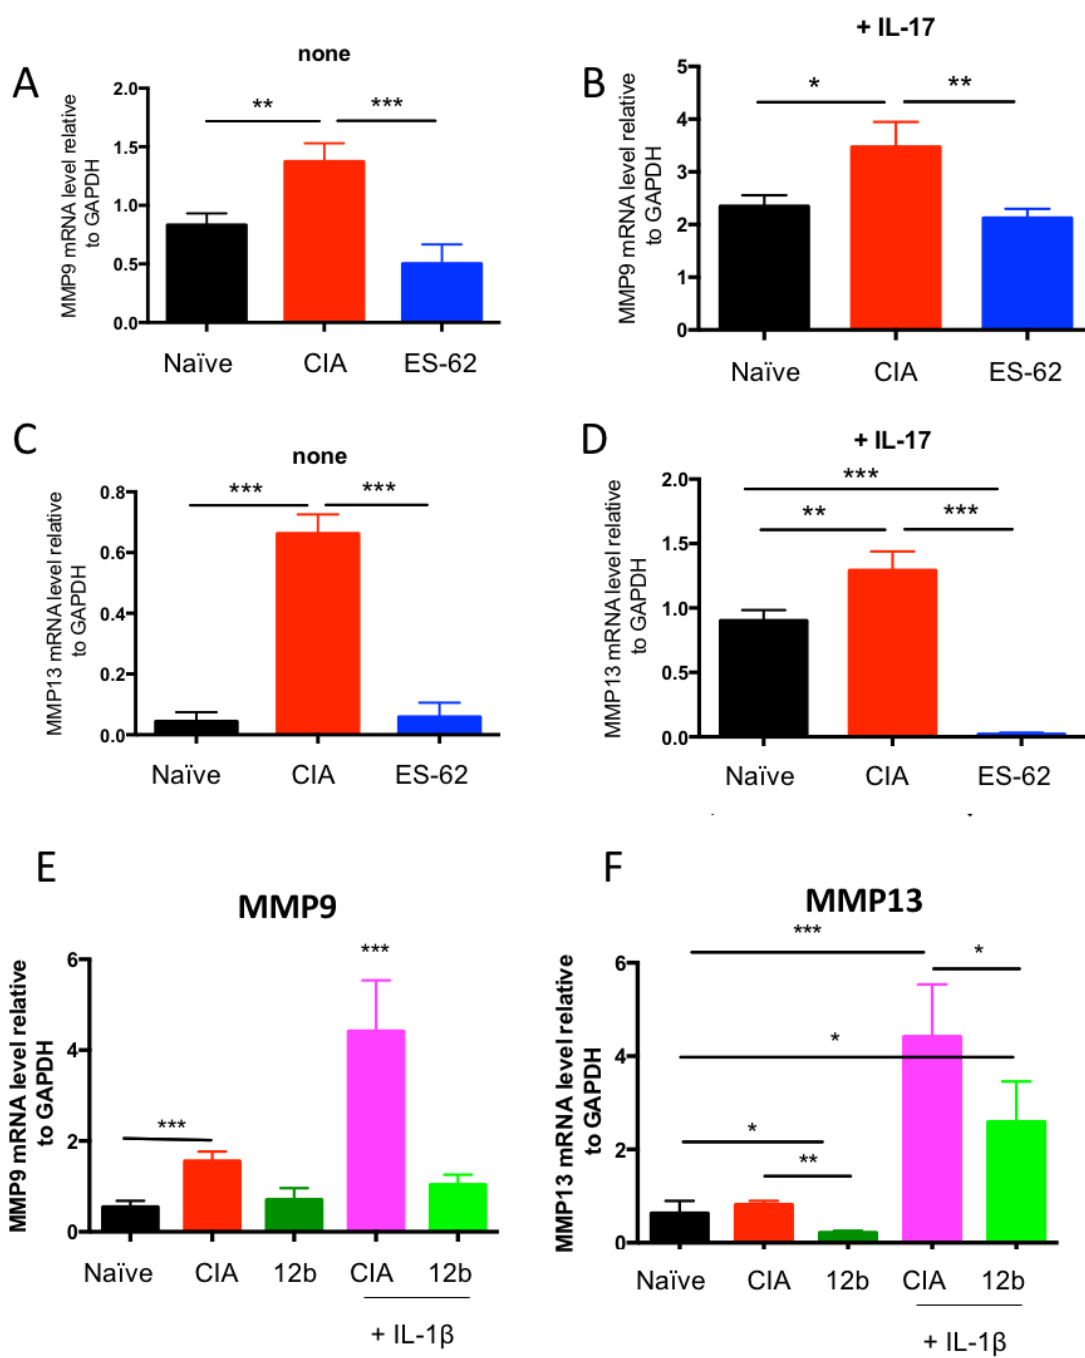 A
none
MMP9 mRNA level relative
to GAPDH
2.0
1.5
1.0
0.5
0.0
**
***
Naïve CIA ES-62
B
+ IL-17
MMP9 mRNA level relative
to GAPDH
5
4
3
2
1
0
*
**
Naïve CIA ES-62
C
none
MMP13 mRNA level relative
to GAPDH
0.8
0.6
0.4
0.2
0.0
***
***
Naïve CIA ES-62
D
+ IL-17
MMP13 mRNA level relative
to GAPDH
2.0
1.5
1.0
0.5
0.0
***
**
***
Naïve CIA ES-62
E
MMP9
MMP9 mRNA level relative
to GAPDH
6
4
2
0
***
***
Naïve CIA 12b CIA 12b
+ IL-1β
F
MMP13
MMP13 mRNA level relative
to GAPDH
6
4
2
0
***
*
*
*
**
Naïve CIA 12b CIA 12b
+ IL-1β